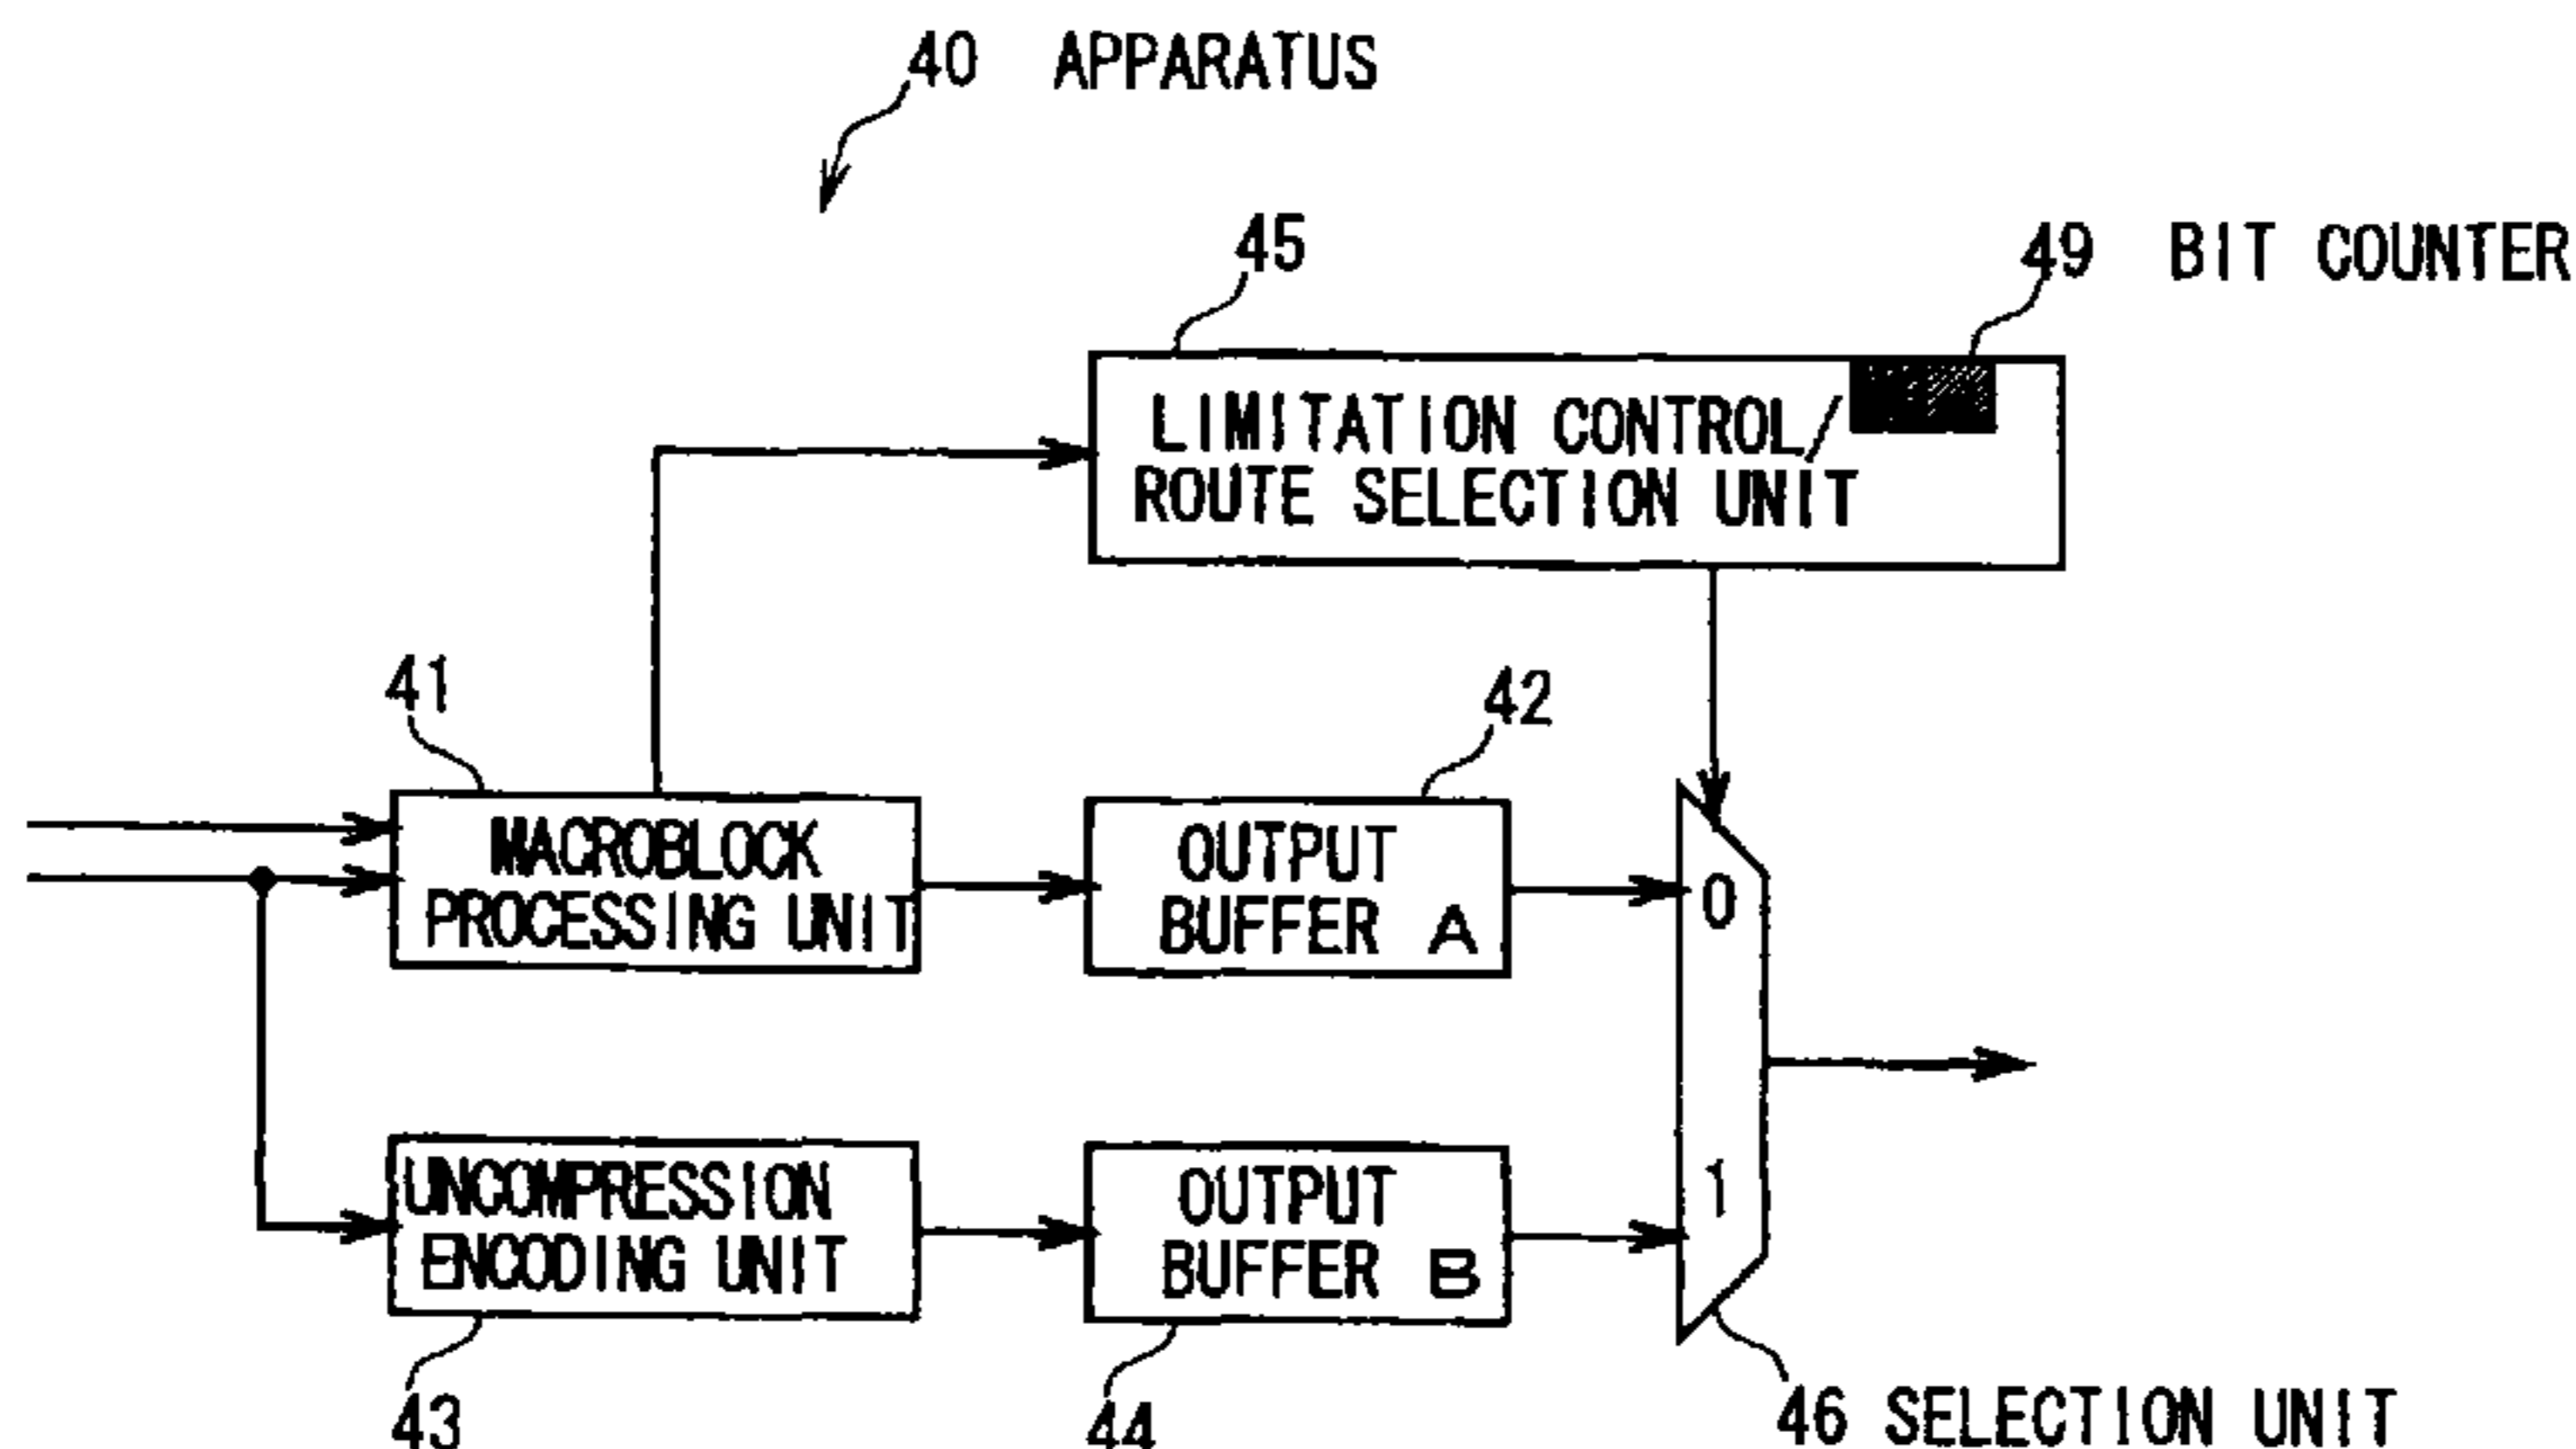 40 APPARATUS
45
49 BIT COUNTER
LIMITATION CONTROL/
ROUTE SELECTION UNIT
41
42
MACROBLOCK
PROCESSING UNIT
OUTPUT
BUFFER A
0
UNCOMPRESSION
ENCODING UNIT
OUTPUT
BUFFER B
1
43
44
46 SELECTION UNIT